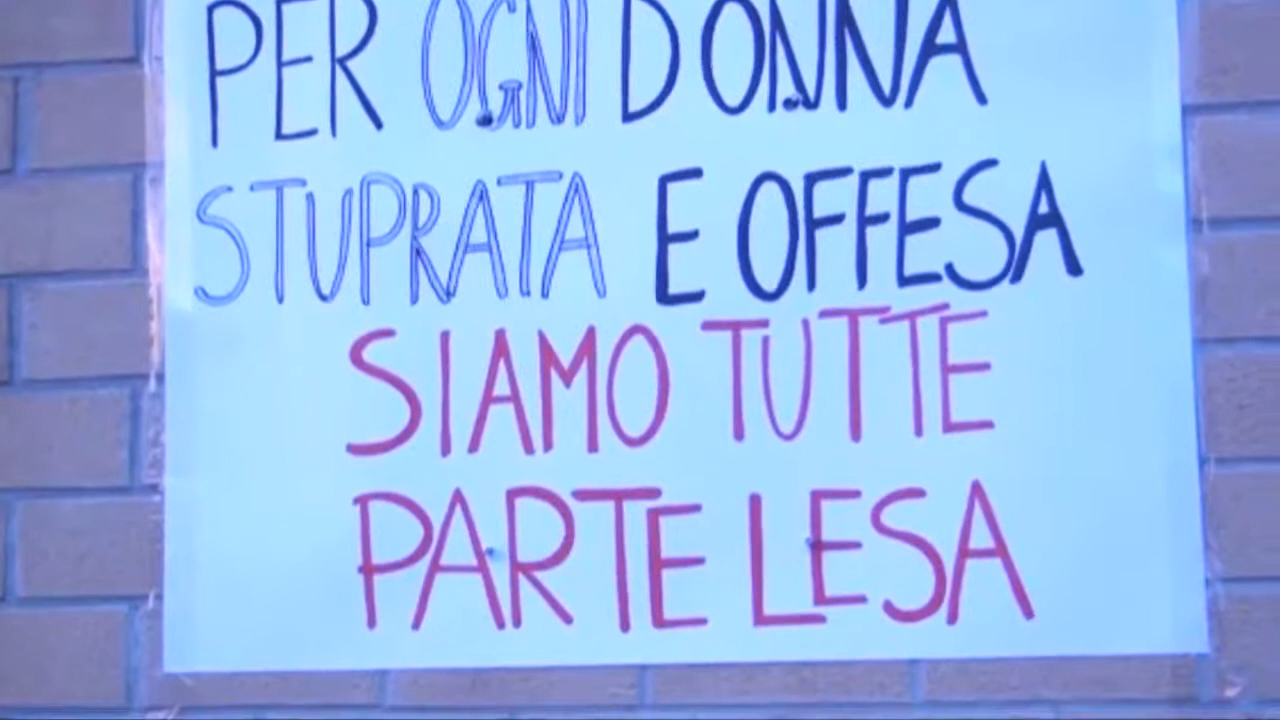 PER OGNI DONNA
STUPRATA E OFFESA
SIAMO TUTTE
PARTE LESA